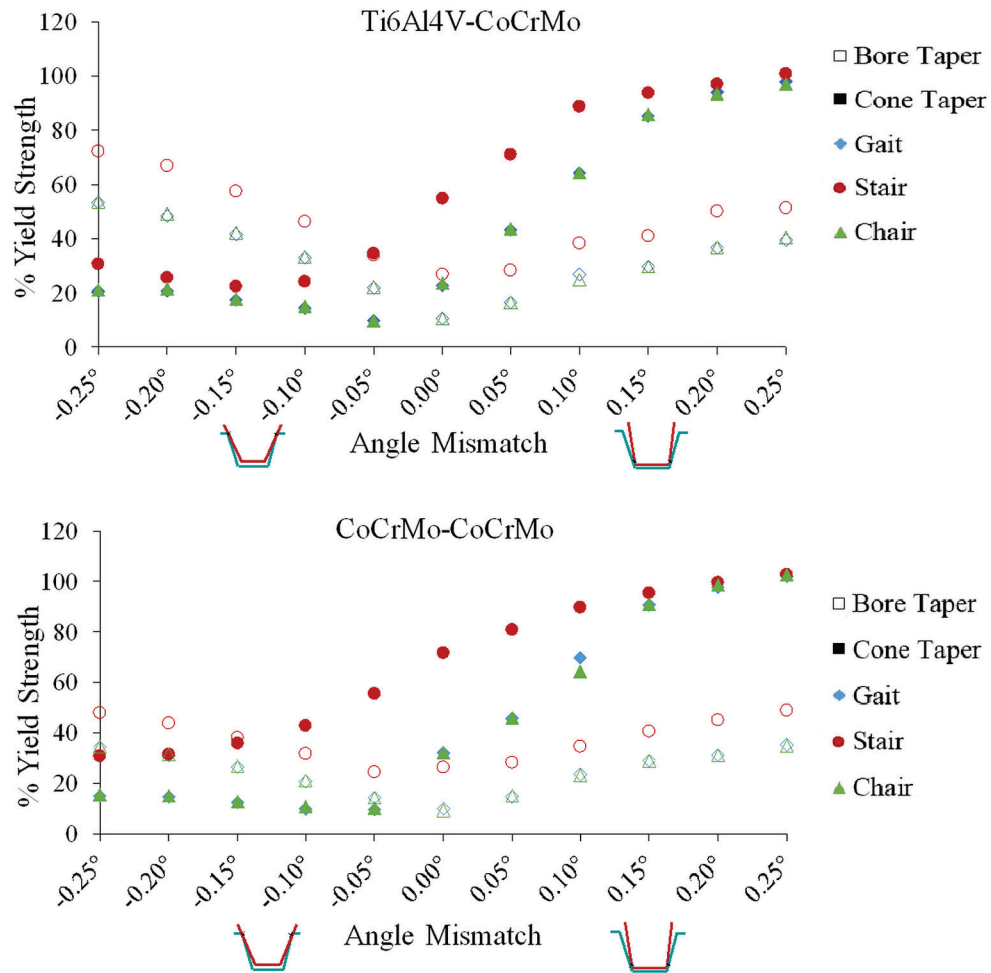 Ti6Al4V-CoCrMo
% Yield Strength
120
100
80
60
40
20
0
-0.25°
-0.20°
-0.15°
-0.10°
-0.05°
0.00°
0.05°
0.10°
0.15°
0.20°
0.25°
Angle Mismatch
Bore Taper
Cone Taper
Gait
Stair
Chair
CoCrMo-CoCrMo
% Yield Strength
120
100
80
60
40
20
0
-0.25°
-0.20°
-0.15°
-0.10°
-0.05°
0.00°
0.05°
0.10°
0.15°
0.20°
0.25°
Angle Mismatch
Bore Taper
Cone Taper
Gait
Stair
Chair